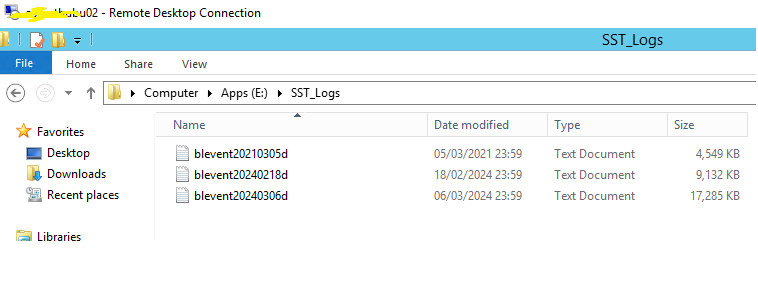 bu02 - Remote Desktop Connection
SST_Logs
File Home Share View
Computer Apps (E:) SST_Logs
Name Date modified Type Size
Favorites
Desktop
Downloads
Recent places
Libraries
blevent20210305d 05/03/2021 23:59 Text Document 4,549 KB
blevent20240218d 18/02/2024 23:59 Text Document 9,132 KB
blevent20240306d 06/03/2024 23:59 Text Document 17,285 KB